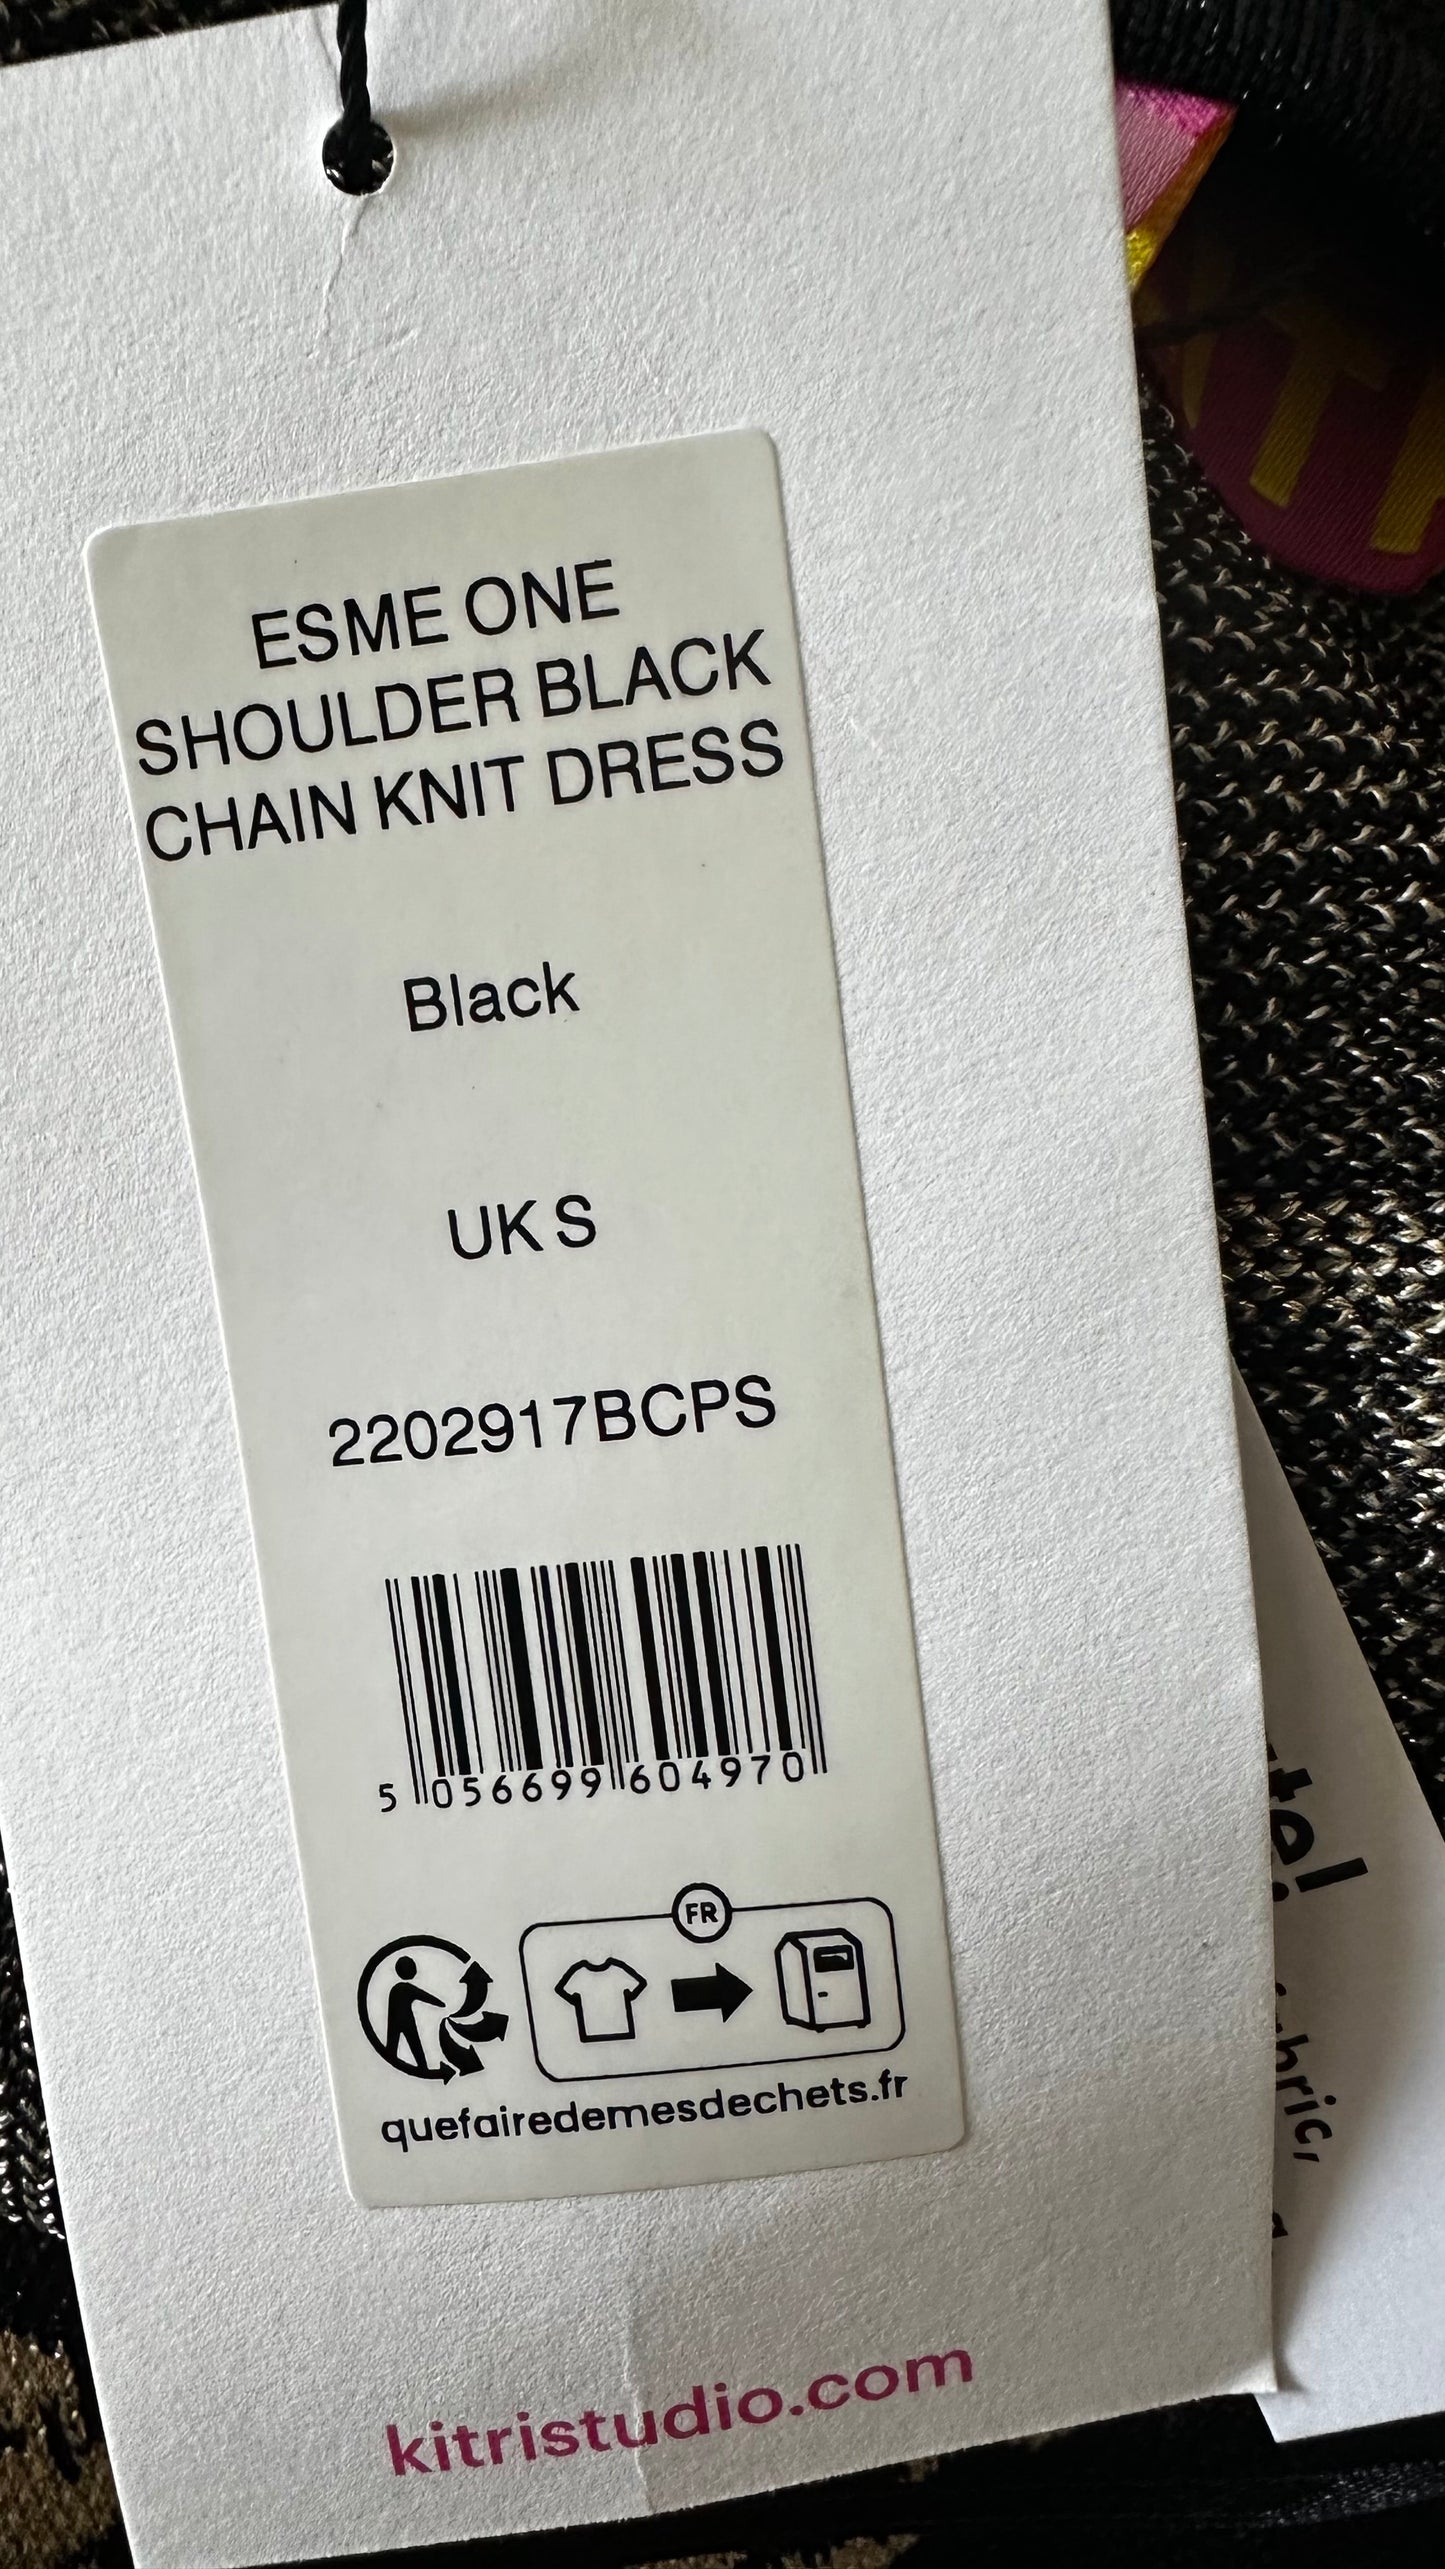 ESME ONE
SHOULDER BLACK
CHAIN KNIT DRESS
Black
UK S
2202917BCPS
5 056699 604970
FR
quefairedemesdechets.fr
kitristudio.com